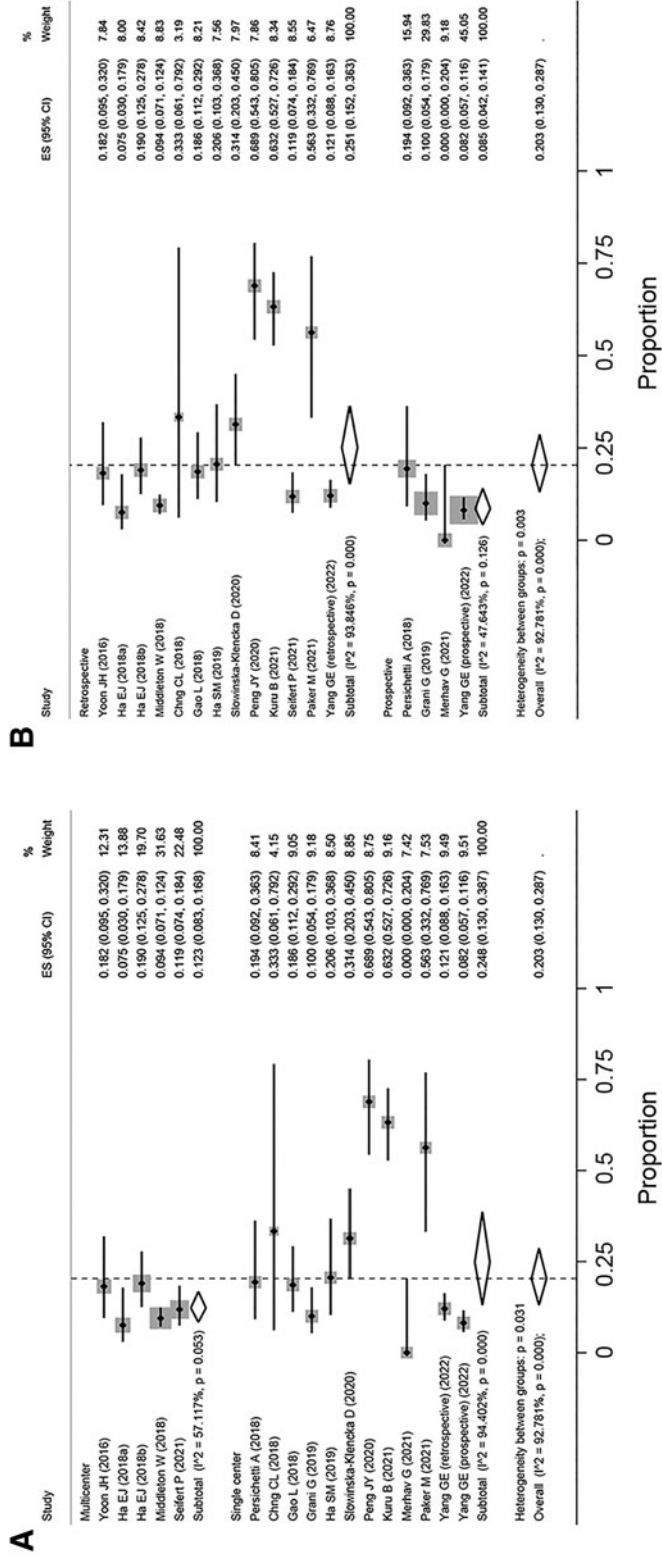 A
Study
ES (95% CI)
%
Weight
Multicenter
Yoon JH (2016) 0.182 (0.095, 0.320) 12.31
Ha EJ (2018a) 0.075 (0.030, 0.179) 13.88
Ha EJ (2018b) 0.190 (0.125, 0.278) 19.70
Middleton W (2018) 0.094 (0.071, 0.124) 31.63
Seifert P (2021) 0.119 (0.074, 0.184) 22.48
Subtotal (I^2 = 57.117%, p = 0.053) 0.123 (0.083, 0.168) 100.00
Single center
Persichetti A (2018) 0.194 (0.092, 0.363) 8.41
Chng CL (2018) 0.333 (0.061, 0.792) 4.15
Gao L (2018) 0.186 (0.112, 0.292) 9.05
Grani G (2019) 0.100 (0.054, 0.179) 9.18
Ha SM (2019) 0.206 (0.103, 0.368) 8.50
Slowinska-Klencka D (2020) 0.314 (0.203, 0.450) 8.85
Peng JY (2020) 0.689 (0.543, 0.805) 8.75
Kuru B (2021) 0.632 (0.527, 0.726) 9.16
Merhav G (2021) 0.000 (0.000, 0.204) 7.42
Paker M (2021) 0.563 (0.332, 0.769) 7.53
Yang GE (retrospective) (2022) 0.121 (0.088, 0.163) 9.49
Yang GE (prospective) (2022) 0.082 (0.057, 0.116) 9.51
Subtotal (I^2 = 94.402%, p = 0.000) 0.248 (0.130, 0.387) 100.00
Heterogeneity between groups: p = 0.031
Overall (I^2 = 92.781%, p = 0.000); 0.203 (0.130, 0.287) .
0 0.25 0.5 0.75 1
Proportion
B
Study
ES (95% CI)
%
Weight
Retrospective
Yoon JH (2016) 0.182 (0.095, 0.320) 7.84
Ha EJ (2018a) 0.075 (0.030, 0.179) 8.00
Ha EJ (2018b) 0.190 (0.125, 0.278) 8.42
Middleton W (2018) 0.094 (0.071, 0.124) 8.83
Chng CL (2018) 0.333 (0.061, 0.792) 3.19
Gao L (2018) 0.186 (0.112, 0.292) 8.21
Ha SM (2019) 0.206 (0.103, 0.368) 7.56
Slowinska-Klencka D (2020) 0.314 (0.203, 0.450) 7.97
Peng JY (2020) 0.689 (0.543, 0.805) 7.86
Kuru B (2021) 0.632 (0.527, 0.726) 8.34
Seifert P (2021) 0.119 (0.074, 0.184) 8.55
Paker M (2021) 0.563 (0.332, 0.769) 6.47
Yang GE (retrospective) (2022) 0.121 (0.088, 0.163) 8.76
Subtotal (I^2 = 93.846%, p = 0.000) 0.251 (0.152, 0.363) 100.00
Prospective
Persichetti A (2018) 0.194 (0.092, 0.363) 15.94
Grani G (2019) 0.100 (0.054, 0.179) 29.83
Merhav G (2021) 0.000 (0.000, 0.204) 9.18
Yang GE (prospective) (2022) 0.082 (0.057, 0.116) 45.05
Subtotal (I^2 = 47.643%, p = 0.126) 0.085 (0.042, 0.141) 100.00
Heterogeneity between groups: p = 0.003
Overall (I^2 = 92.781%, p = 0.000); 0.203 (0.130, 0.287) .
0 0.25 0.5 0.75 1
Proportion